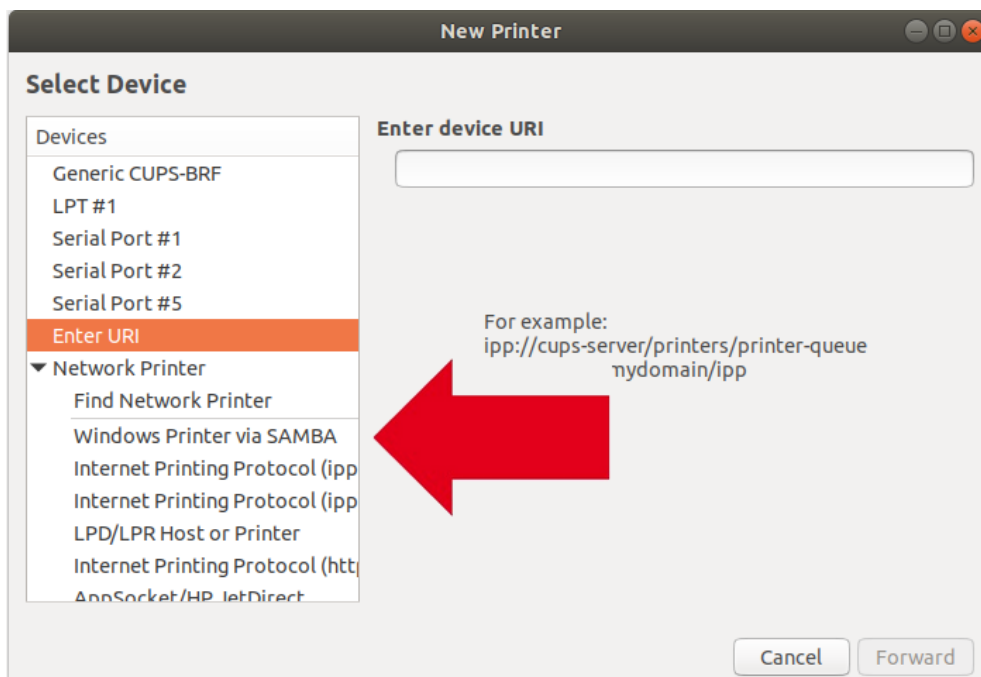 New Printer
Select Device
Devices
Generic CUPS-BRF
LPT #1
Serial Port #1
Serial Port #2
Serial Port #5
Enter URI
Network Printer
Find Network Printer
Windows Printer via SAMBA
Internet Printing Protocol (ipp
Internet Printing Protocol (ipp
LPD/LPR Host or Printer
Internet Printing Protocol (http
AppSocket/HP JetDirect
Enter device URI
For example:
ipp://cups-server/printers/printer-queue
mydomain/ipp
Cancel
Forward